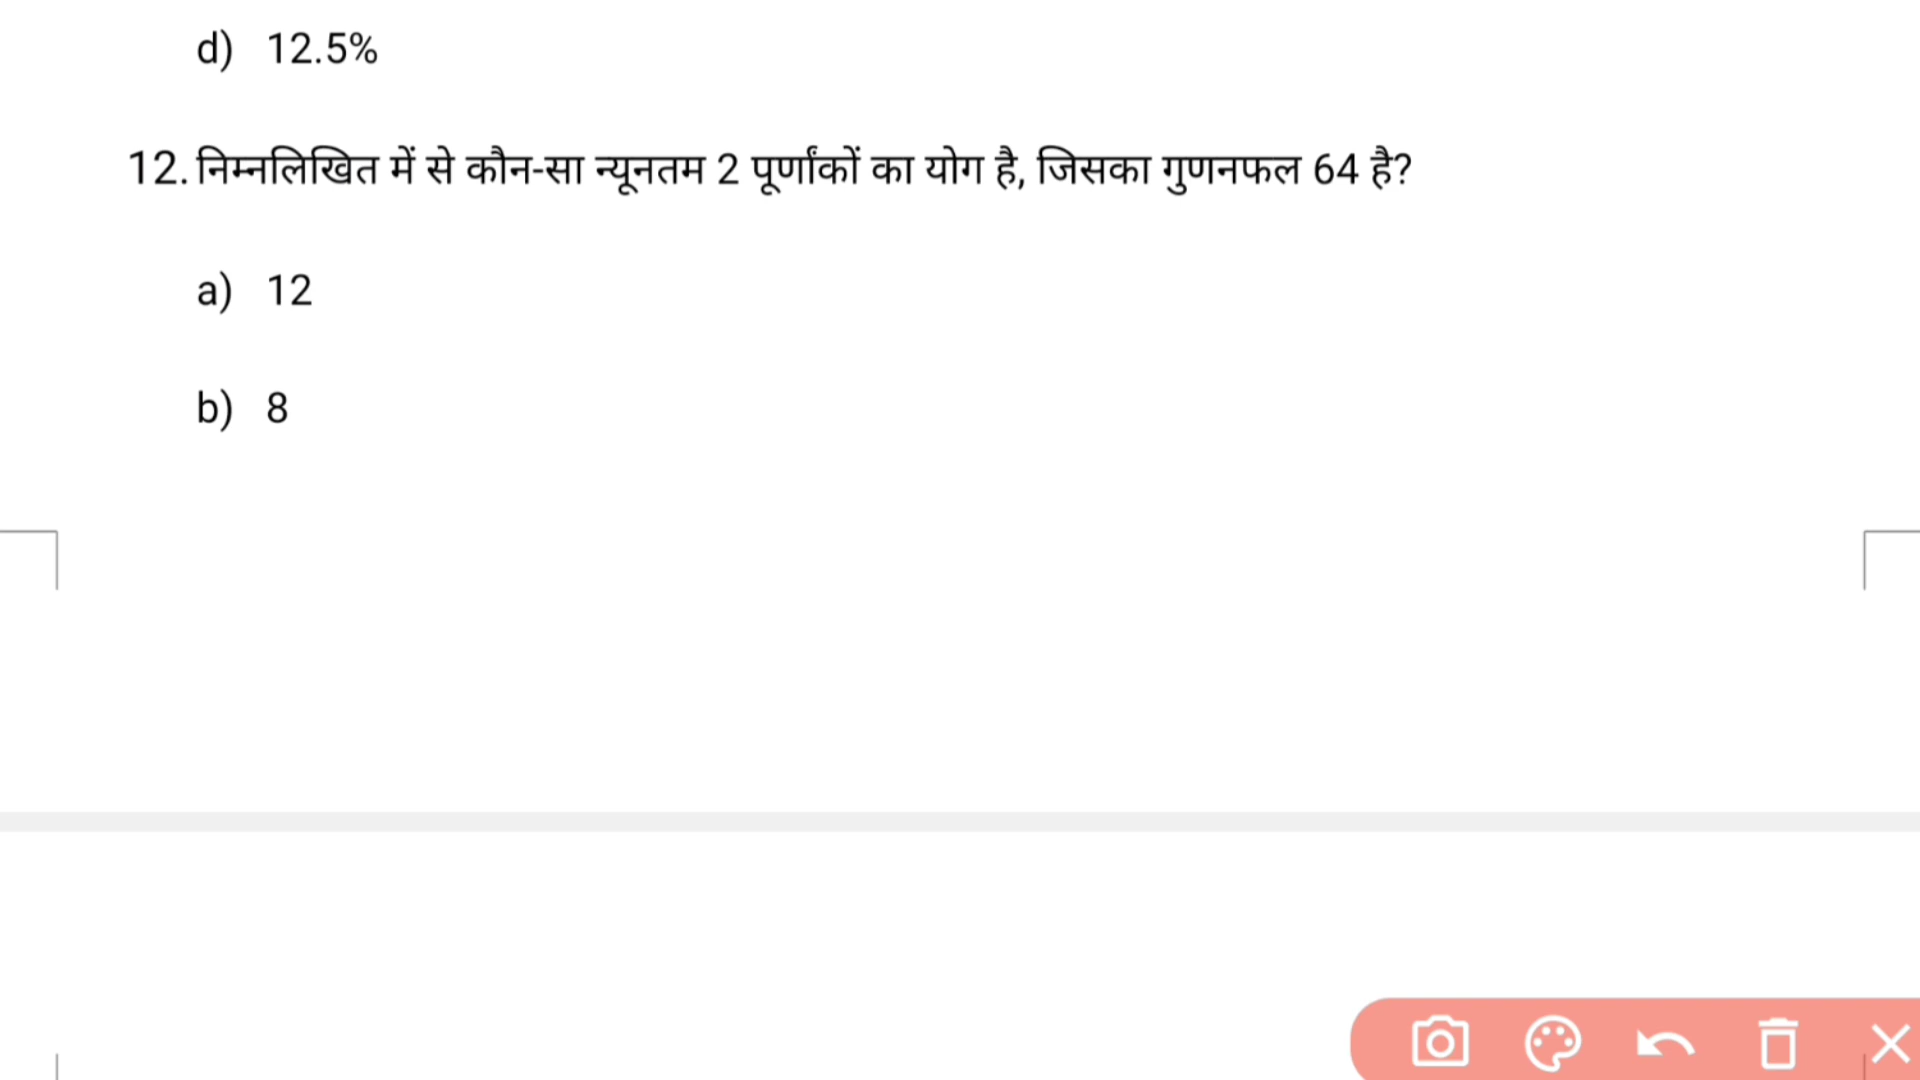 d) 12.5%
12. निम्नलिखित में से कौन-सा न्यूनतम 2 पूर्णांकों का योग है, जिसका गुणनफल 64 है?
a) 12
b) 8